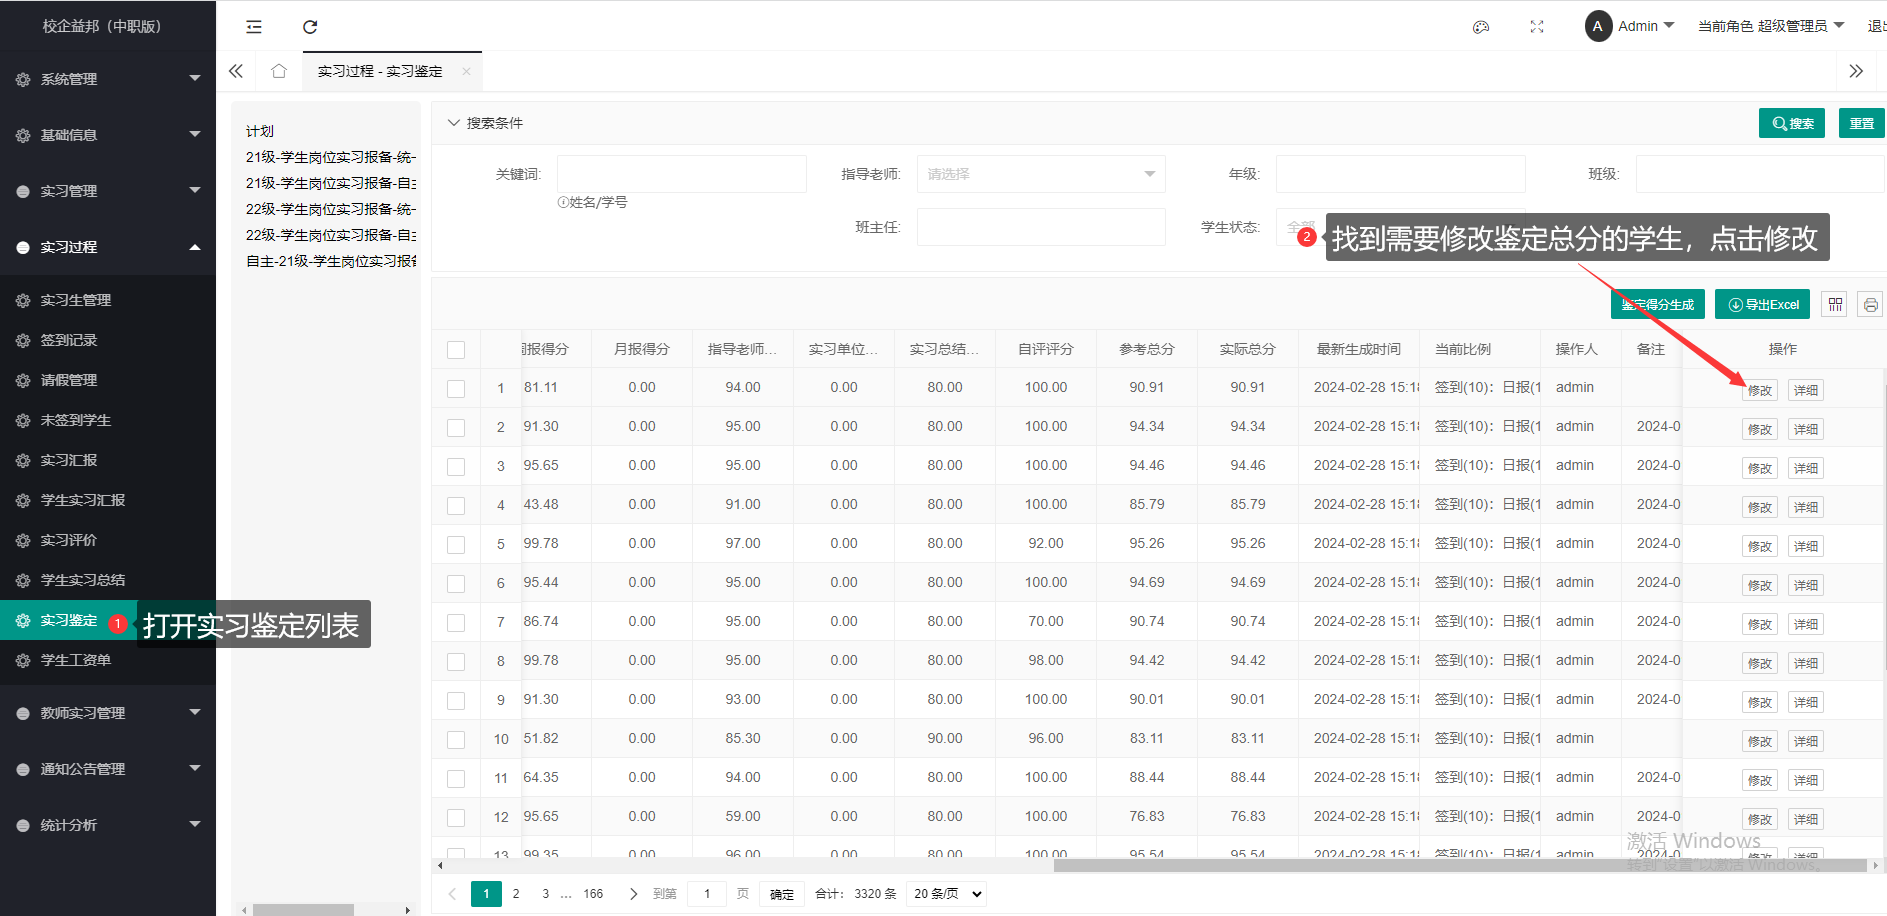 校企益邦（中职版）
系统管理
基础信息
实习管理
实习过程
实习生管理
签到记录
请假管理
未签到学生
实习汇报
学生实习汇报
实习评价
学生实习总结
实习鉴定
1 打开实习鉴定列表
学生工资单
教师实习管理
通知公告管理
统计分析
A Admin 当前角色 超级管理员
实习过程 - 实习鉴定
计划
21级-学生岗位实习报备-统一
21级-学生岗位实习报备-自主
22级-学生岗位实习报备-统一
22级-学生岗位实习报备-自主
自主-21级-学生岗位实习报备
搜索条件 搜索 重置
关键词: 指导老师: 请选择 年级: 班级:
姓名/学号
班主任: 学生状态: 全部
2 找到需要修改鉴定总分的学生，点击修改
鉴定得分生成 导出Excel
周报得分 月报得分 指导老师... 实习单位... 实习总结... 自评评分 参考总分 实际总分 最新生成时间 当前比例 操作人 备注 操作
1 81.11 0.00 94.00 0.00 80.00 100.00 90.91 90.91 2024-02-28 15:18 签到(10)：日报(1 admin 修改 详细
2 91.30 0.00 95.00 0.00 80.00 100.00 94.34 94.34 2024-02-28 15:18 签到(10)：日报(1 admin 2024-0 修改 详细
3 95.65 0.00 95.00 0.00 80.00 100.00 94.46 94.46 2024-02-28 15:18 签到(10)：日报(1 admin 2024-0 修改 详细
4 43.48 0.00 91.00 0.00 80.00 100.00 85.79 85.79 2024-02-28 15:18 签到(10)：日报(1 admin 2024-0 修改 详细
5 99.78 0.00 97.00 0.00 80.00 92.00 95.26 95.26 2024-02-28 15:18 签到(10)：日报(1 admin 2024-0 修改 详细
6 95.44 0.00 95.00 0.00 80.00 100.00 94.69 94.69 2024-02-28 15:18 签到(10)：日报(1 admin 2024-0 修改 详细
7 86.74 0.00 95.00 0.00 80.00 70.00 90.74 90.74 2024-02-28 15:18 签到(10)：日报(1 admin 2024-0 修改 详细
8 99.78 0.00 95.00 0.00 80.00 98.00 94.42 94.42 2024-02-28 15:18 签到(10)：日报(1 admin 2024-0 修改 详细
9 91.30 0.00 93.00 0.00 80.00 100.00 90.01 90.01 2024-02-28 15:18 签到(10)：日报(1 admin 2024-0 修改 详细
10 51.82 0.00 85.30 0.00 90.00 96.00 83.11 83.11 2024-02-28 15:18 签到(10)：日报(1 admin 修改 详细
11 64.35 0.00 94.00 0.00 80.00 100.00 88.44 88.44 2024-02-28 15:18 签到(10)：日报(1 admin 2024-0 修改 详细
12 95.65 0.00 59.00 0.00 80.00 100.00 76.83 76.83 2024-02-28 15:18 签到(10)：日报(1 admin 2024-0 修改 详细
13 99.35 0.00 96.00 0.00 80.00 100.00 95.54 95.54 2024-02-28 15:18 签到(10)：日报(1 admin 2024-0 修改 详细
激活 Windows
转到"设置"以激活 Windows。
1 2 3 ... 166 到第 1 页 确定 合计： 3320 条 20 条/页